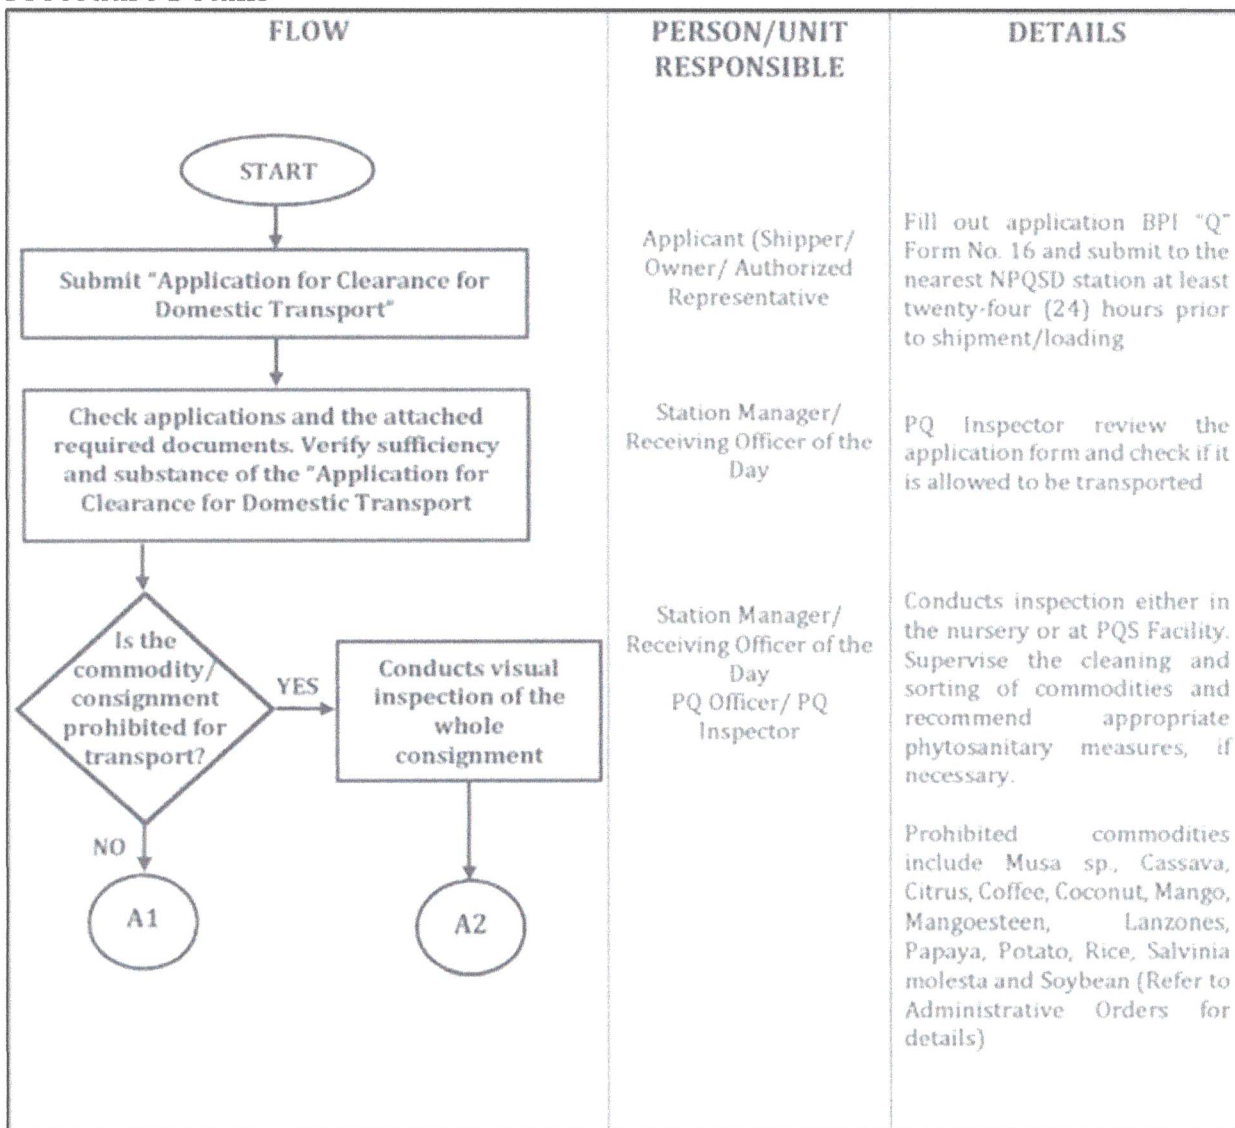 FLOW
PERSON/UNIT
RESPONSIBLE
DETAILS
START
Submit "Application for Clearance for
Domestic Transport"
Applicant (Shipper/
Owner/ Authorized
Representative
Fill out application BPI "Q"
Form No. 16 and submit to the
nearest NPQSD station at least
twenty-four (24) hours prior
to shipment/loading
Check applications and the attached
required documents. Verify sufficiency
and substance of the "Application for
Clearance for Domestic Transport
Station Manager/
Receiving Officer of the
Day
PQ Inspector review the
application form and check if it
is allowed to be transported
Is the
commodity/
consignment
prohibited for
transport?
YES
NO
Conducts visual
inspection of the
whole
consignment
A1
A2
Station Manager/
Receiving Officer of the
Day
PQ Officer/ PQ
Inspector
Conducts inspection either in
the nursery or at PQS Facility.
Supervise the cleaning and
sorting of commodities and
recommend appropriate
phytosanitary measures, if
necessary.
Prohibited commodities
include Musa sp., Cassava,
Citrus, Coffee, Coconut, Mango,
Mangoesteen, Lanzones,
Papaya, Potato, Rice, Salvinia
molesta and Soybean (Refer to
Administrative Orders for
details)